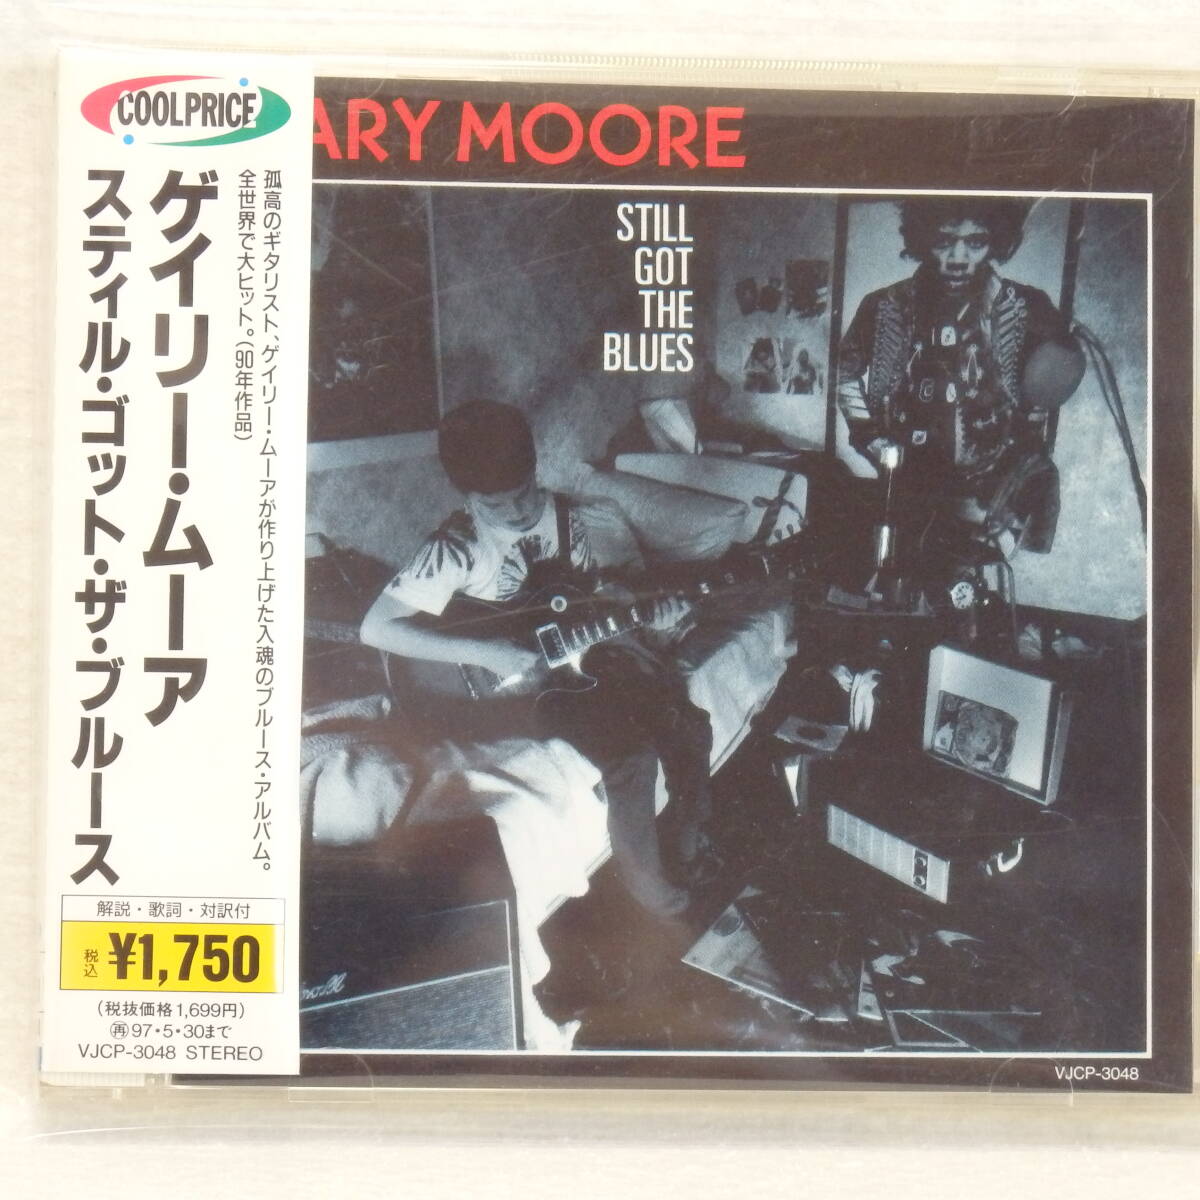 COOLPRICE
ゲイリー・ムーア
スティル・ゴット・ザ・ブルース
孤高のギタリスト、ゲイリー・ムーアが作り上げた入魂のブルース・アルバム。
全世界で大ヒット。(90年作品)
解説・歌詞・対訳付
税込 ¥1,750
(税抜価格1,699円)
㊢97・5・30まで
VJCP-3048 STEREO
ARY MOORE
STILL
GOT
THE
BLUES
VJCP-3048